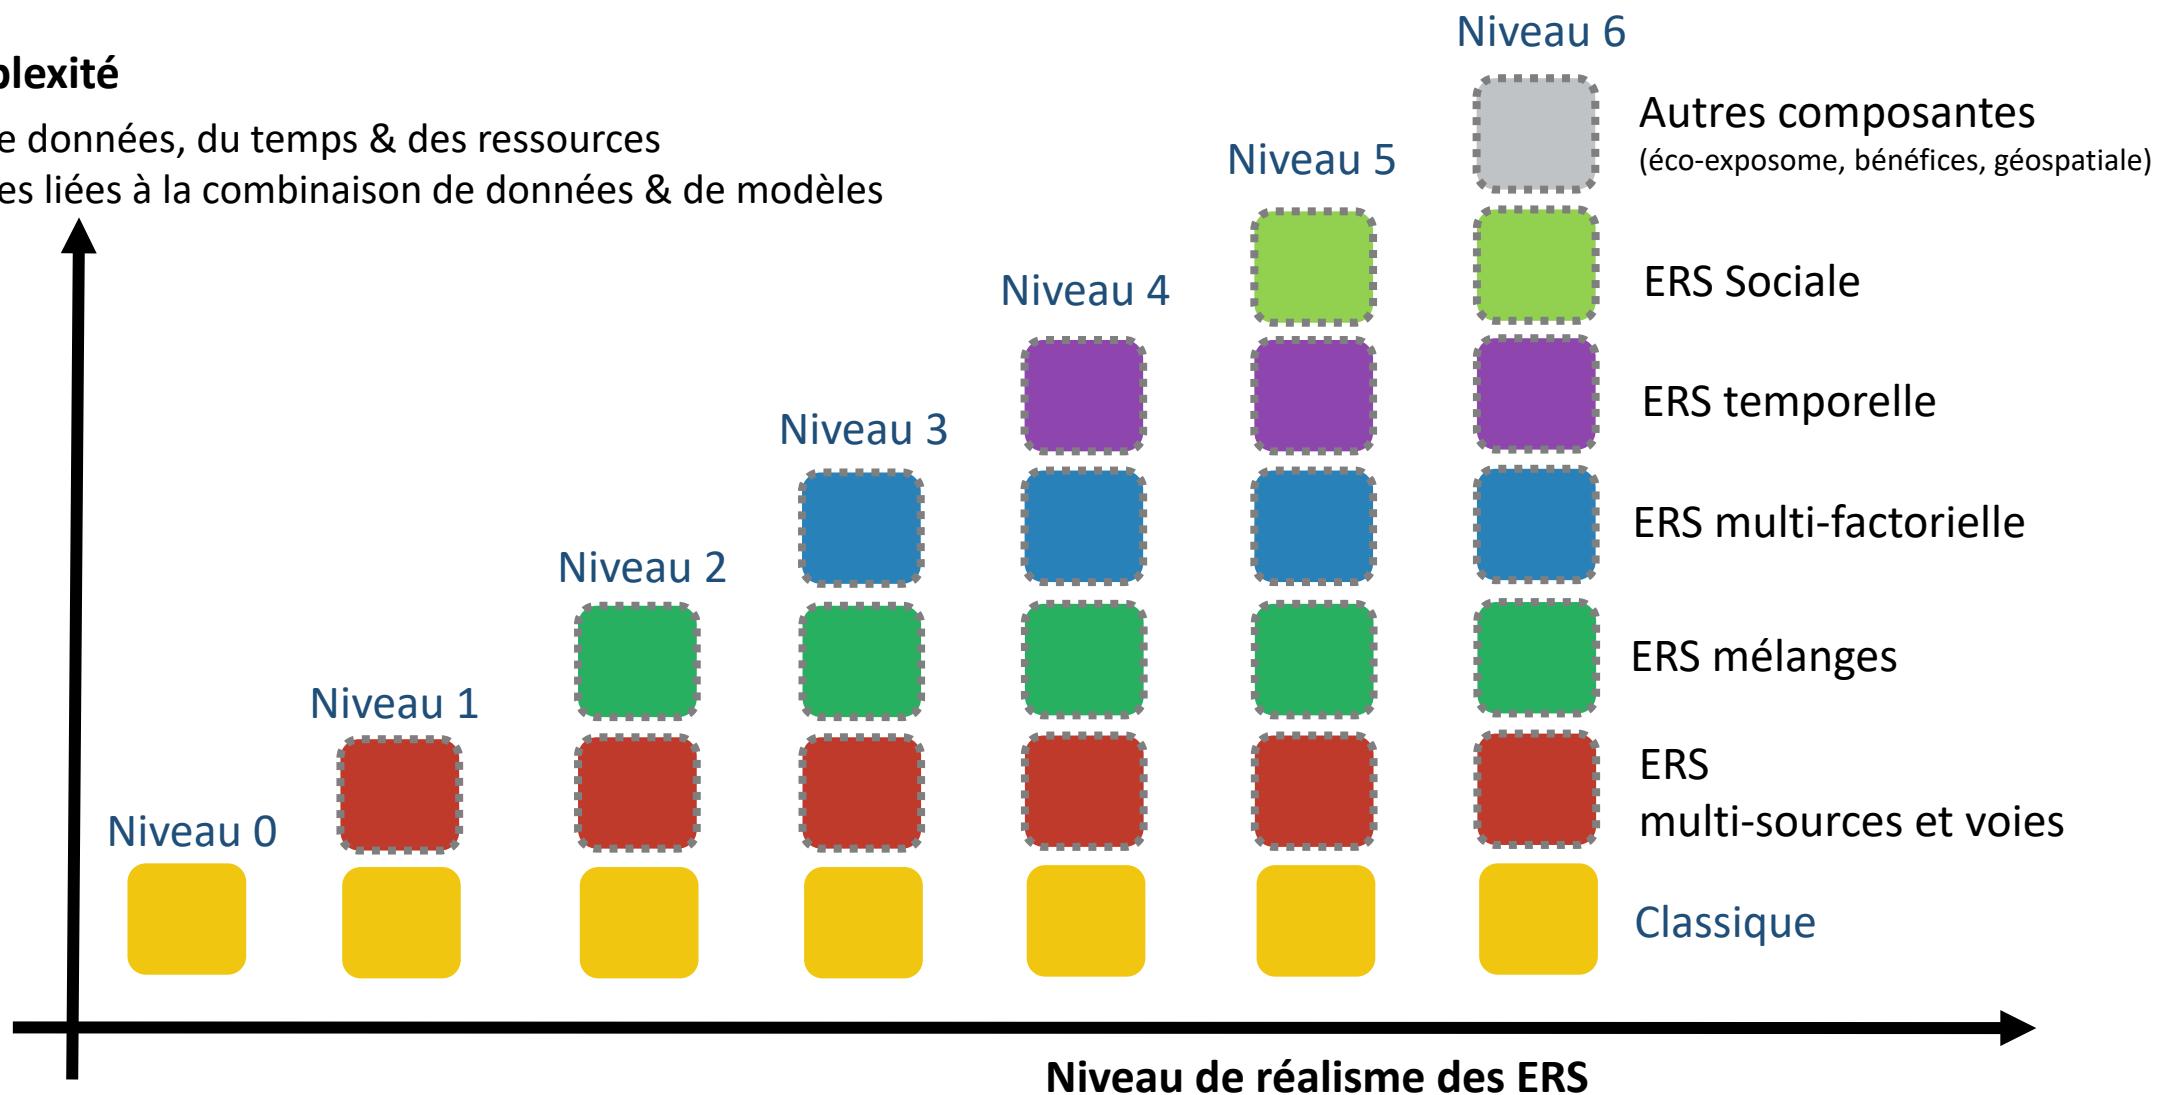 plexité
e données, du temps & des ressources
es liées à la combinaison de données & de modèles
Niveau 6
Autres composantes
(éco-exposome, bénéfices, géospatiale)
Niveau 5
ERS Sociale
Niveau 4
ERS temporelle
Niveau 3
ERS multi-factorielle
Niveau 2
ERS mélanges
Niveau 1
ERS
multi-sources et voies
Niveau 0
Classique
Niveau de réalisme des ERS